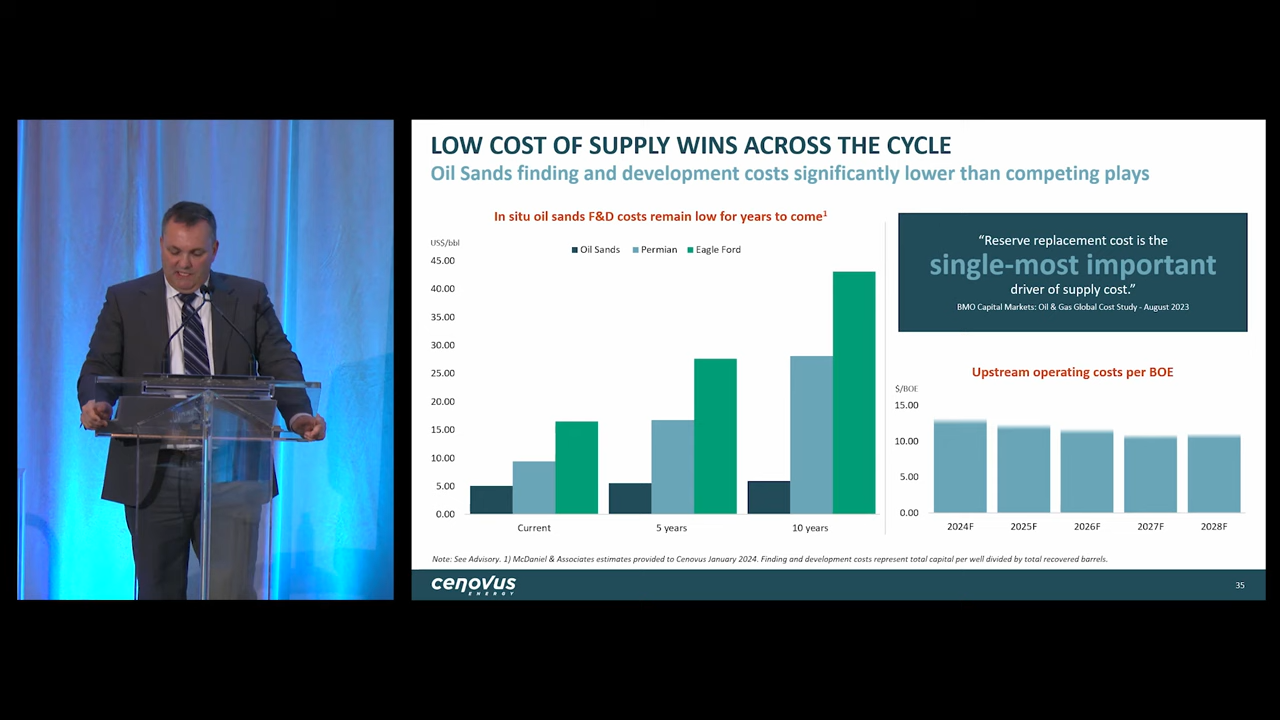 LOW COST OF SUPPLY WINS ACROSS THE CYCLE
Oil Sands finding and development costs significantly lower than competing plays
In situ oil sands F&D costs remain low for years to come¹
US$/bbl
Oil Sands Permian Eagle Ford
45.00
40.00
35.00
30.00
25.00
20.00
15.00
10.00
5.00
0.00
Current 5 years 10 years
“Reserve replacement cost is the
single-most important
driver of supply cost.”
BMO Capital Markets: Oil & Gas Global Cost Study - August 2023
Upstream operating costs per BOE
$/BOE
15.00
10.00
5.00
0.00
2024F 2025F 2026F 2027F 2028F
Note: See Advisory. 1) McDaniel & Associates estimates provided to Cenovus January 2024. Finding and development costs represent total capital per well divided by total recovered barrels.
cenovus
ENERGY
35